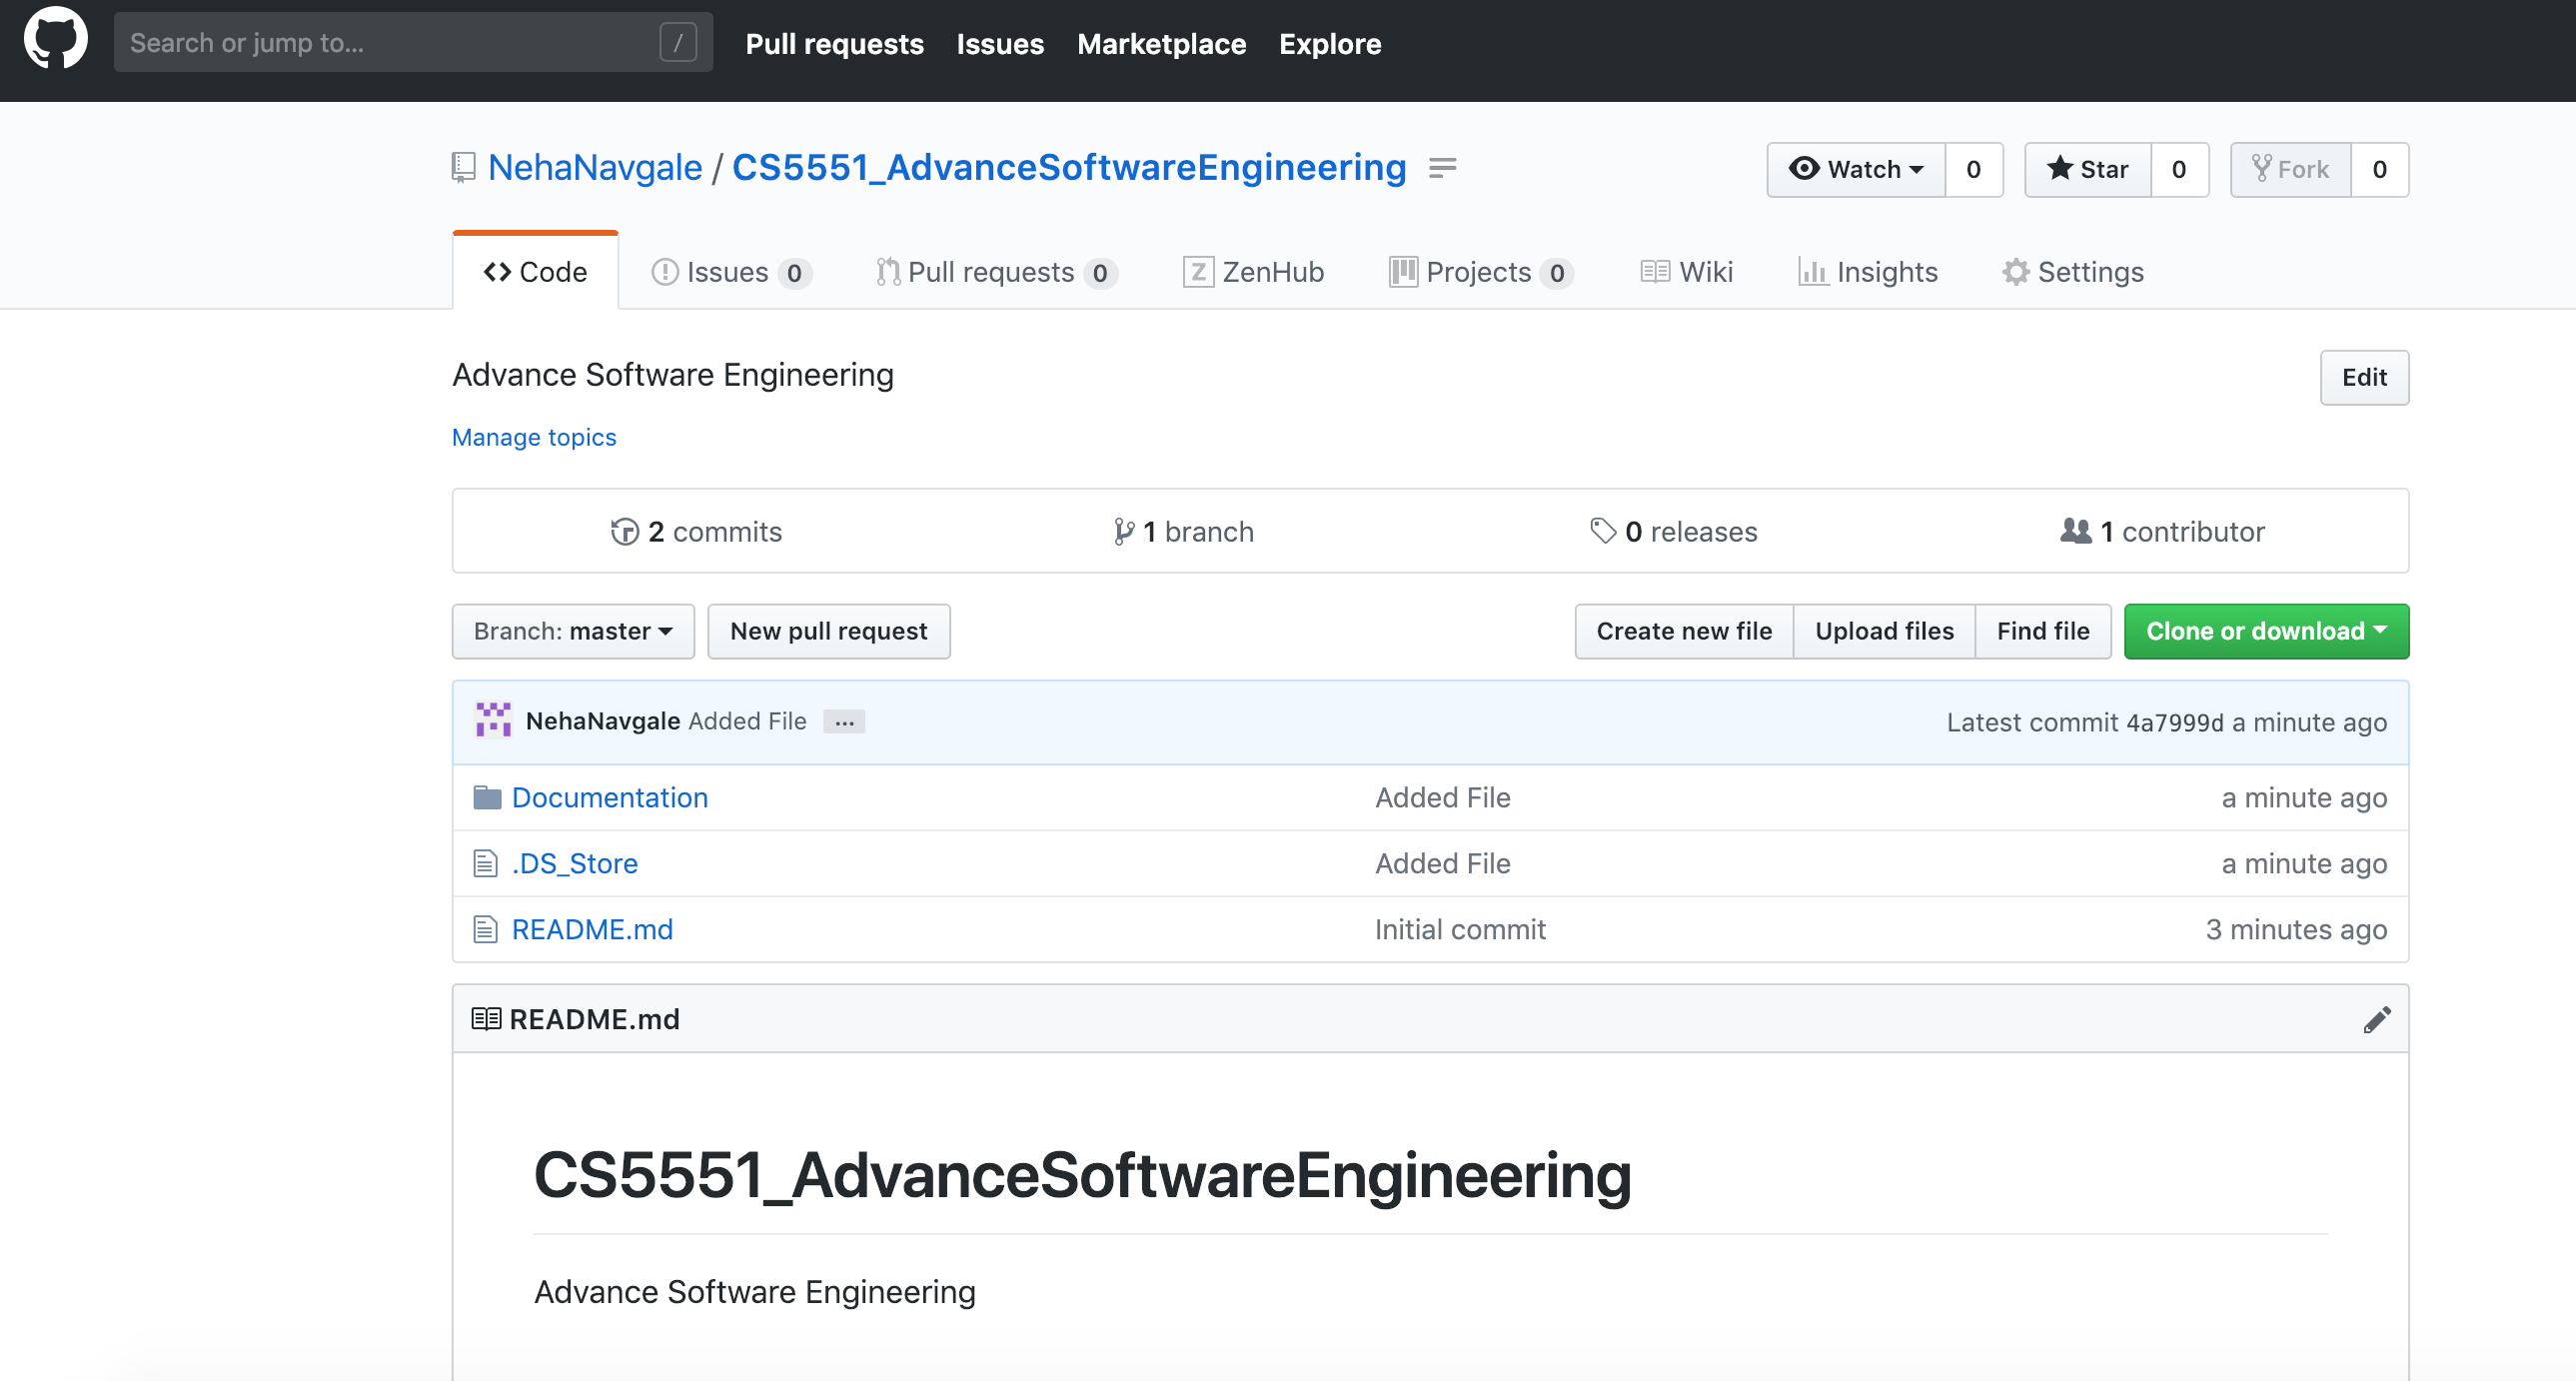 Search or jump to... /
Pull requests Issues Marketplace Explore
NehaNavgale / CS5551_AdvanceSoftwareEngineering
Watch 0 Star 0 Fork 0
Code Issues 0 Pull requests 0 Z ZenHub Projects 0 Wiki Insights Settings
Advance Software Engineering
Edit
Manage topics
2 commits 1 branch 0 releases 1 contributor
Branch: master New pull request Create new file Upload files Find file Clone or download
NehaNavgale Added File ... Latest commit 4a7999d a minute ago
Documentation Added File a minute ago
.DS_Store Added File a minute ago
README.md Initial commit 3 minutes ago
README.md
CS5551_AdvanceSoftwareEngineering
Advance Software Engineering